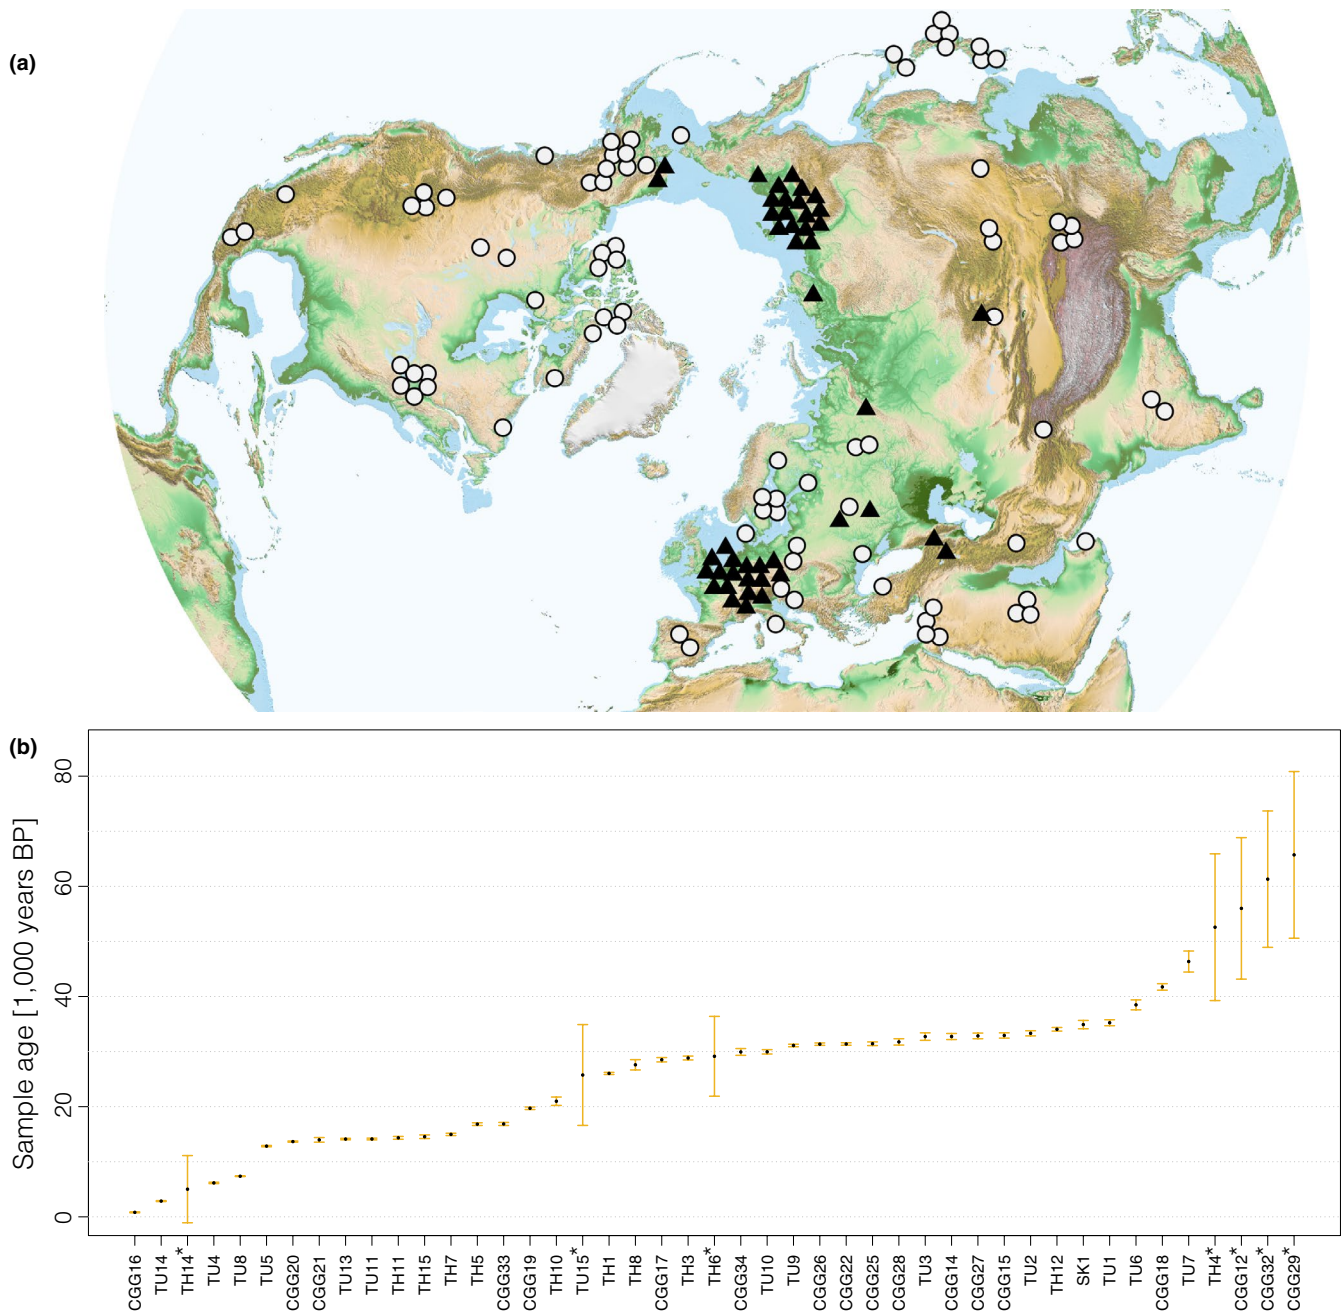 (a)
(b)
Sample age [1,000 years BP]
80
60
40
20
0
CGG16
TU14
TH14*
TU4
TU8
TU5
CGG20
CGG21
TU13
TU11
TH11
TH15
TH7
TH5
CGG33
CGG19
TH10
TU15*
TH1
TH8
CGG17
TH3
TH6*
CGG34
TU10
TU9
CGG26
CGG22
CGG25
CGG28
TU3
CGG14
CGG27
CGG15
TU2
TH12
SK1
TU1
TU6
CGG18
TU7
TH4*
CGG12*
CGG32*
CGG29*